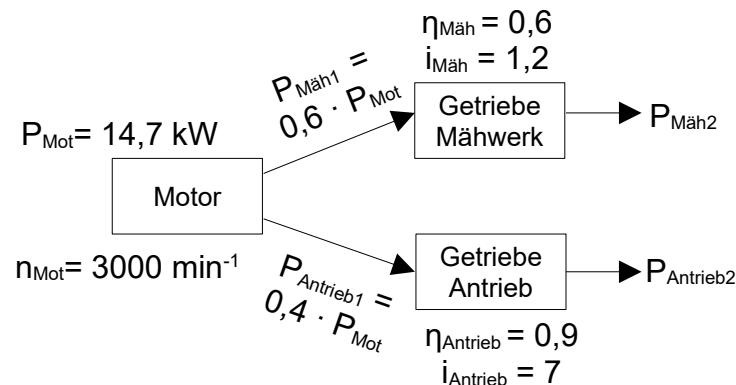 η_Mäh = 0,6
i_Mäh = 1,2
P_Mäh1 =
0,6 · P_Mot
Getriebe
Mähwerk
P_Mäh2
P_Mot= 14,7 kW
Motor
n_Mot= 3000 min⁻¹
P_Antrieb1 =
0,4 · P_Mot
Getriebe
Antrieb
P_Antrieb2
η_Antrieb = 0,9
i_Antrieb = 7